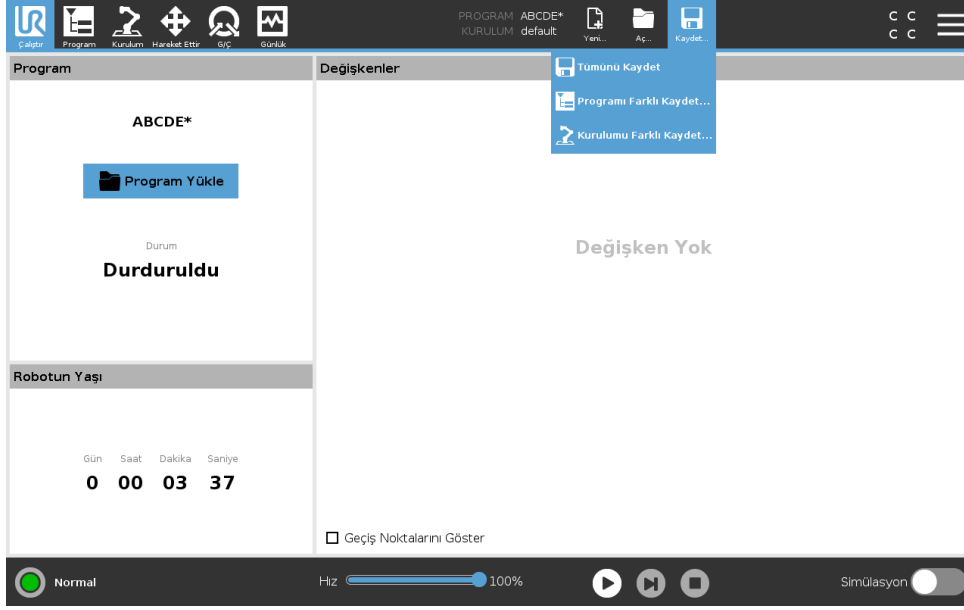 UR
Çalıştır Program Kurulum Hareket Ettir G/Ç Günlük
PROGRAM ABCDE*
KURULUM default
Yeni... Aç... Kaydet...
C C
C C
Program
ABCDE*
Program Yükle
Durum
Durduruldu
Robotun Yaşı
Gün Saat Dakika Saniye
0 00 03 37
Değişkenler
Tümünü Kaydet
Programı Farklı Kaydet...
Kurulumu Farklı Kaydet...
Değişken Yok
Geçiş Noktalarını Göster
Normal
Hız 100%
Simülasyon